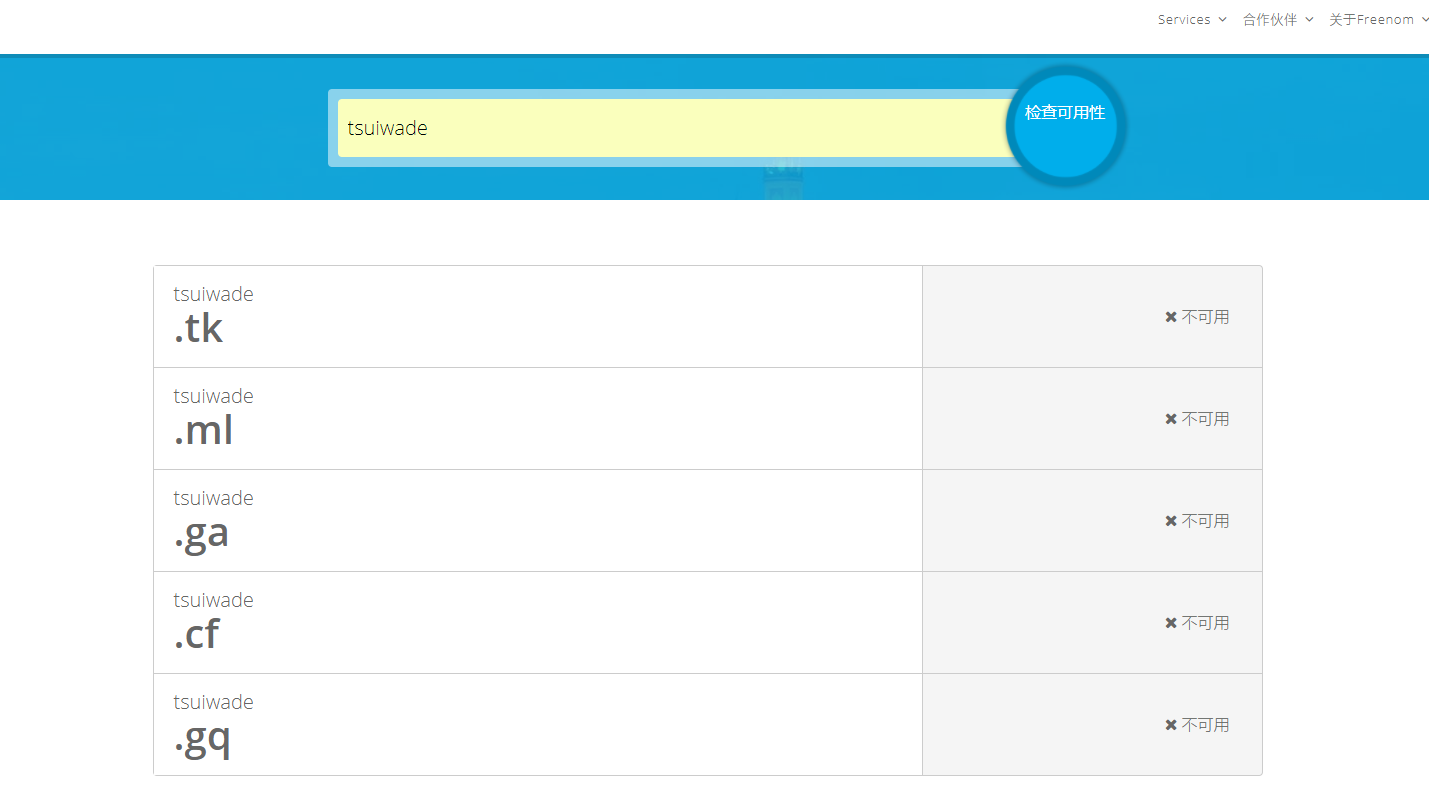 Services 合作伙伴 关于Freenom
tsuiwade
检查可用性
tsuiwade
.tk
不可用
tsuiwade
.ml
不可用
tsuiwade
.ga
不可用
tsuiwade
.cf
不可用
tsuiwade
.gq
不可用